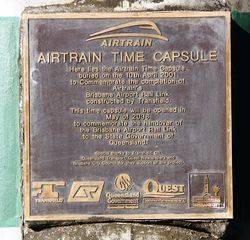 AIRTRAIN
AIRTRAIN TIME CAPSULE
Here lies the Airtrain Time Capsule
buried on the 10th April 2001
to Commemorate the completion of
Airtrain's
Brisbane Airport Rail Link
constructed by Transfield.
This time capsule will be opened in
May of 2036
to commemorate the handover of
the Brisbane Airport Rail Link
to the State Government of
Queensland.
TRANSFIELD
QR
Queensland
Government
QUEST